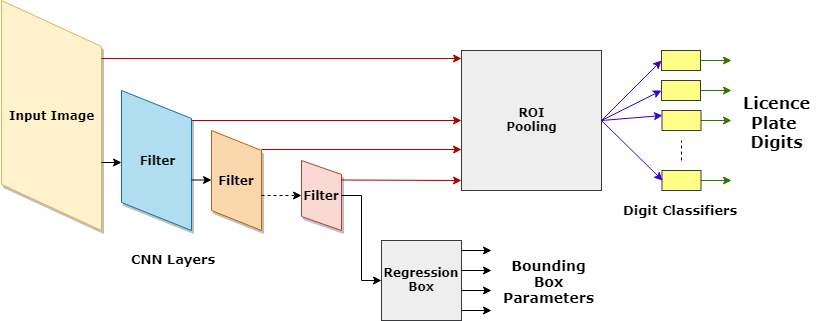 Input Image
Filter
Filter
Filter
CNN Layers
ROI
Pooling
Regression
Box
Bounding
Box
Parameters
Digit Classifiers
Licence
Plate
Digits